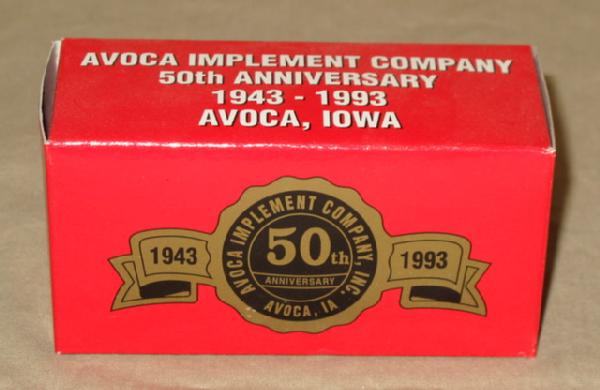 AVOCA IMPLEMENT COMPANY
50th ANNIVERSARY
1943 - 1993
AVOCA, IOWA
AVOCA IMPLEMENT COMPANY, INC.
1943
50th
1993
ANNIVERSARY
AVOCA, IA